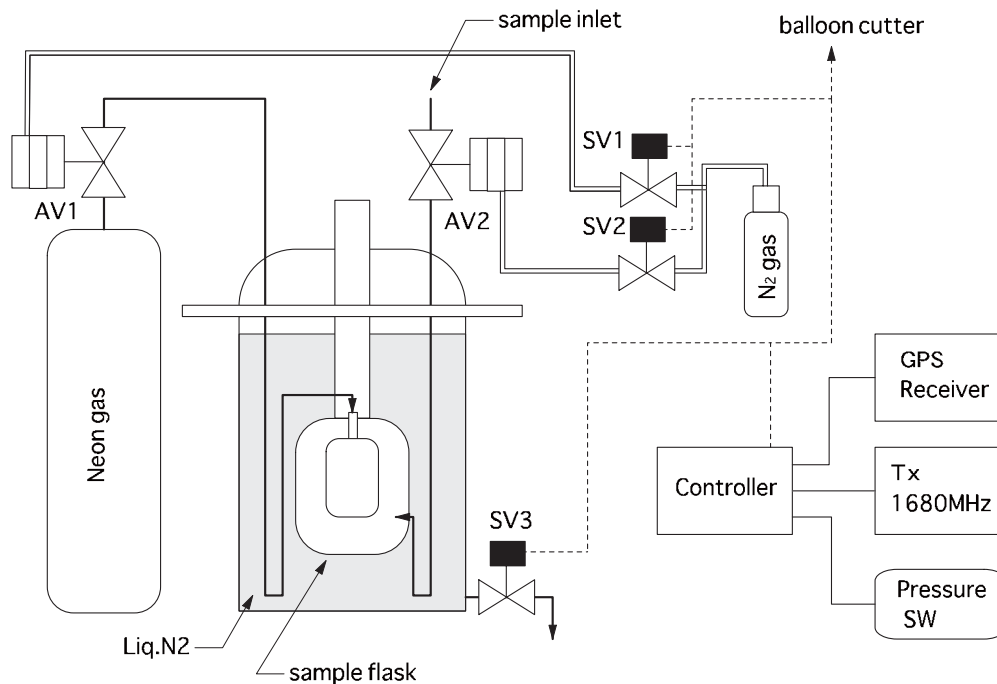 sample inlet
balloon cutter
SV1
AV1
AV2
SV2
N2 gas
Neon gas
GPS
Receiver
Controller
Tx
1680MHz
SV3
Pressure
SW
Liq.N2
sample flask